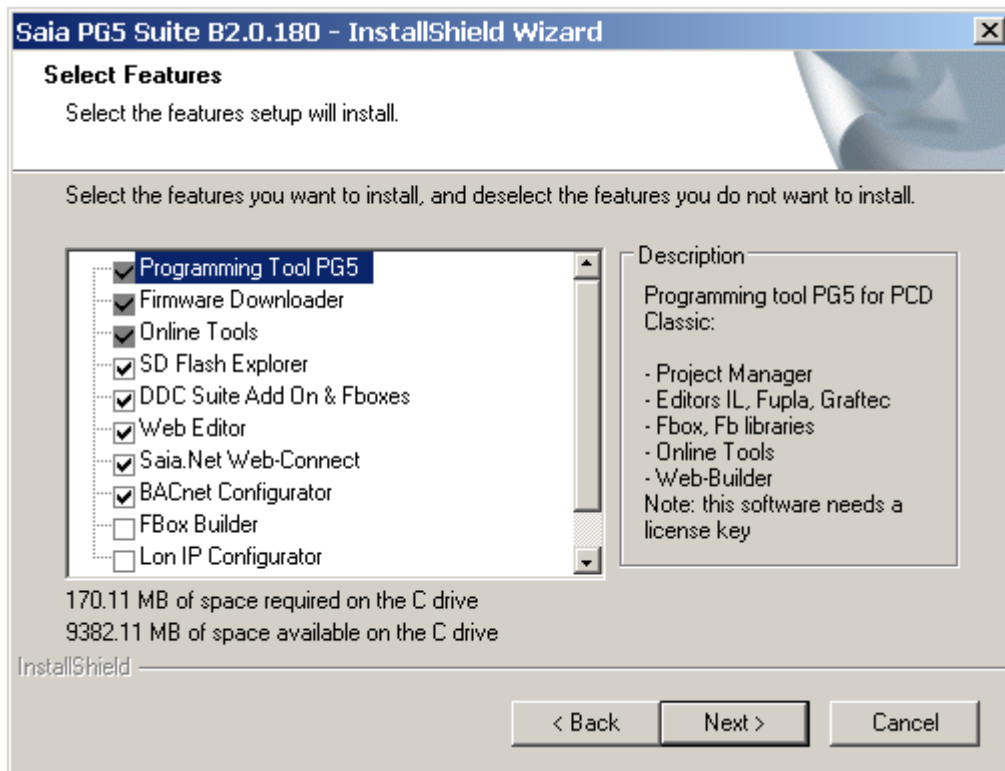 Saia PG5 Suite B2.0.180 - InstallShield Wizard
Select Features
Select the features setup will install.
Select the features you want to install, and deselect the features you do not want to install.
Programming Tool PG5
Firmware Downloader
Online Tools
SD Flash Explorer
DDC Suite Add On & Fboxes
Web Editor
Saia.Net Web-Connect
BACnet Configurator
FBox Builder
Lon IP Configurator
Description
Programming tool PG5 for PCD
Classic:
- Project Manager
- Editors IL, Fupla, Graftec
- Fbox, Fb libraries
- Online Tools
- Web-Builder
Note: this software needs a
license key
170.11 MB of space required on the C drive
9382.11 MB of space available on the C drive
InstallShield
< Back
Next >
Cancel